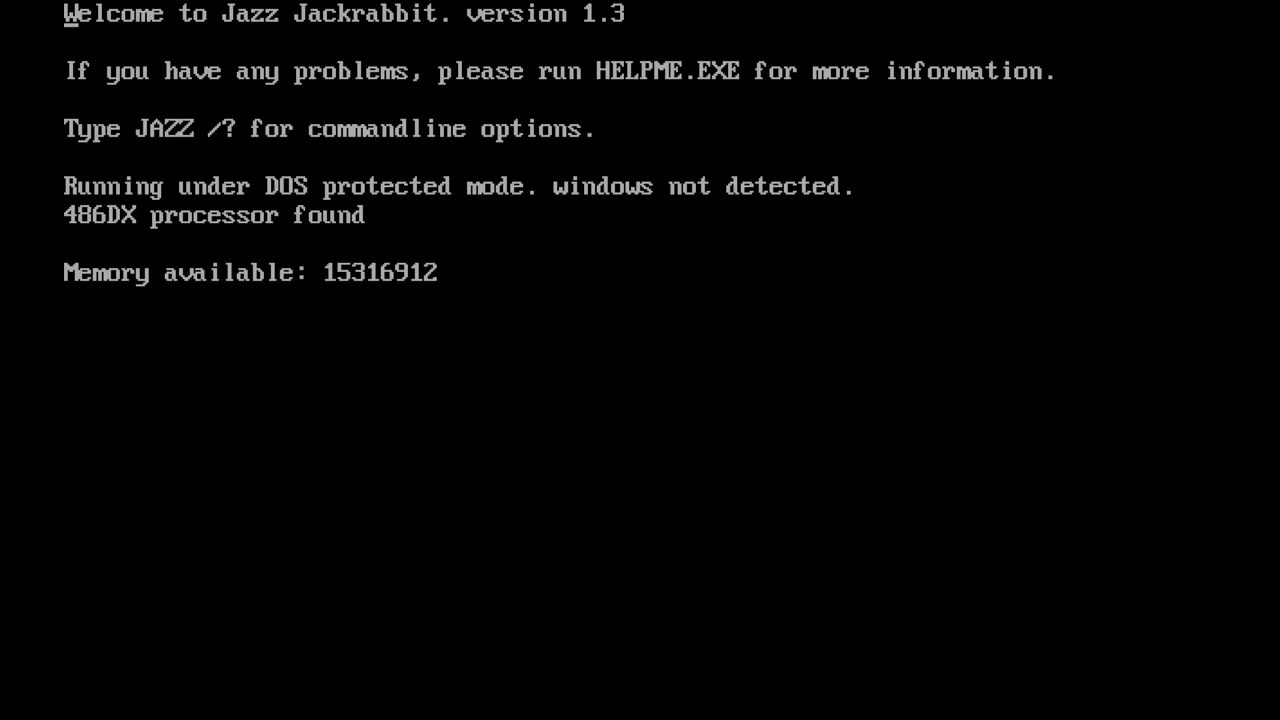 Welcome to Jazz Jackrabbit. version 1.3
If you have any problems, please run HELPME.EXE for more information.
Type JAZZ /? for commandline options.
Running under DOS protected mode. windows not detected.
486DX processor found
Memory available: 15316912